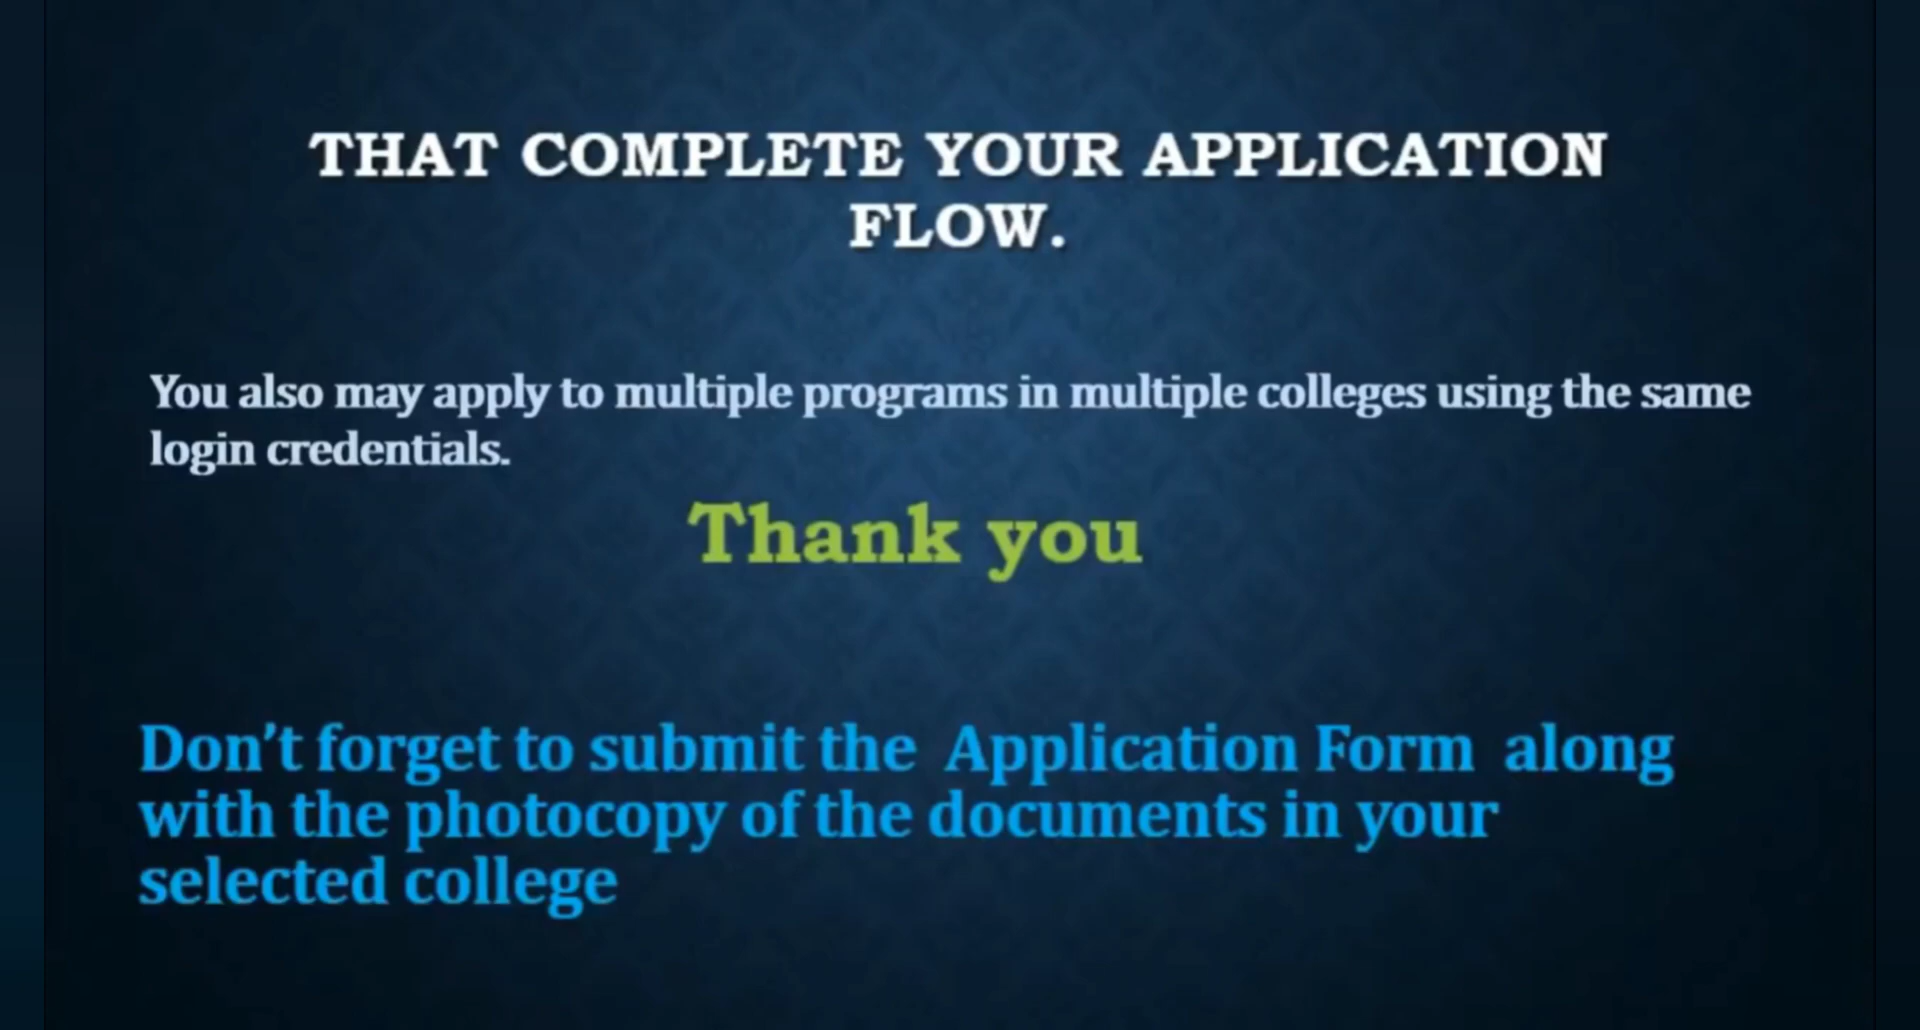 THAT COMPLETE YOUR APPLICATION
FLOW.
You also may apply to multiple programs in multiple colleges using the same
login credentials.
Thank you
Don't forget to submit the Application Form along
with the photocopy of the documents in your
selected college